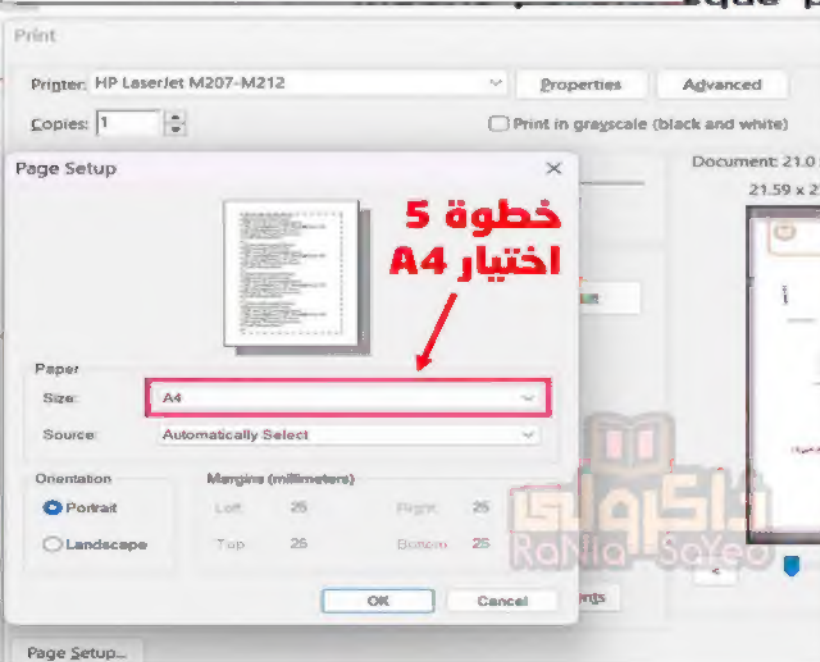 Print
Printer: HP LaserJet M207-M212
Properties
Advanced
Copies: 1
Print in grayscale (black and white)
Page Setup
Document: 21.0
21.59 x 2
خطوة 5
اختيار A4
Paper
Size: A4
Source: Automatically Select
Orientation
Portrait
Landscape
Margins (millimeters)
Left: 25
Right: 25
Top: 25
Bottom: 25
ذاكرولي
RaNia SaYed
OK
Cancel
Page Setup...